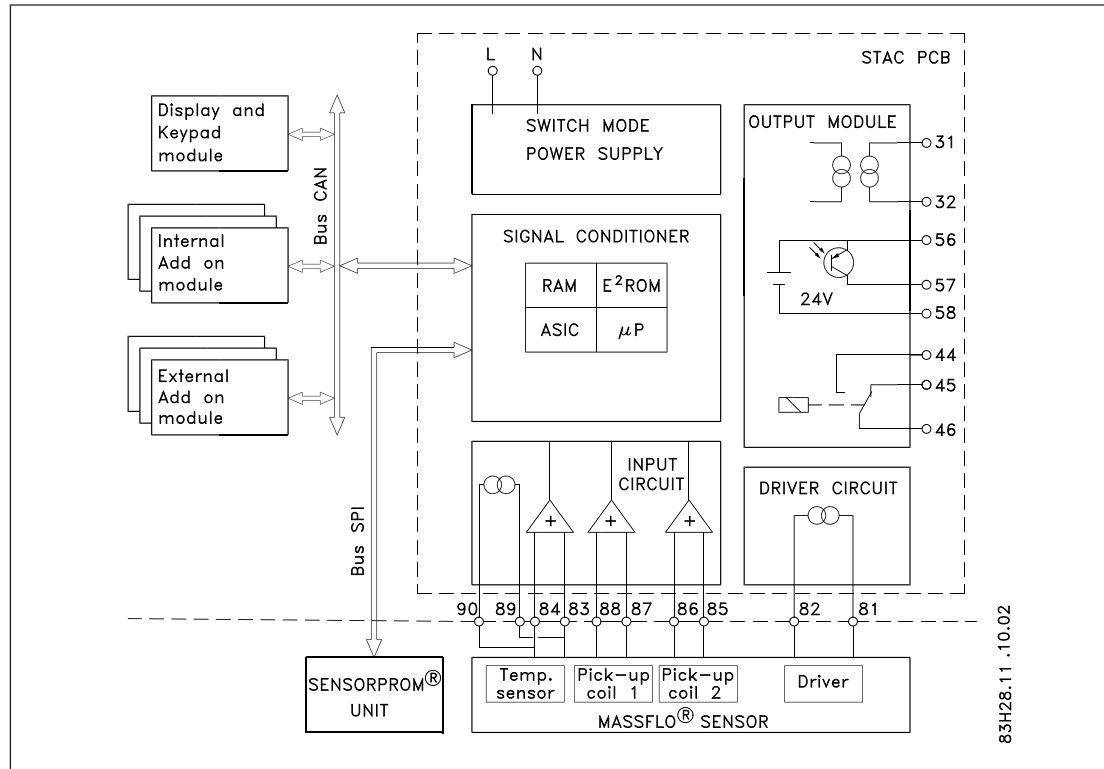 L N
STAC PCB
Display and
Keypad
module
Internal
Add on
module
External
Add on
module
Bus CAN
Bus SPI
SWITCH MODE
POWER SUPPLY
SIGNAL CONDITIONER
RAM E²ROM
ASIC μP
OUTPUT MODULE
31
32
56
57
58
24V
44
45
46
INPUT
CIRCUIT
+ + +
DRIVER CIRCUIT
90 89 84 83 88 87 86 85 82 81
SENSORPROM®
UNIT
Temp.
sensor
Pick-up
coil 1
Pick-up
coil 2
Driver
MASSFLO® SENSOR
83H28.11 .10.02